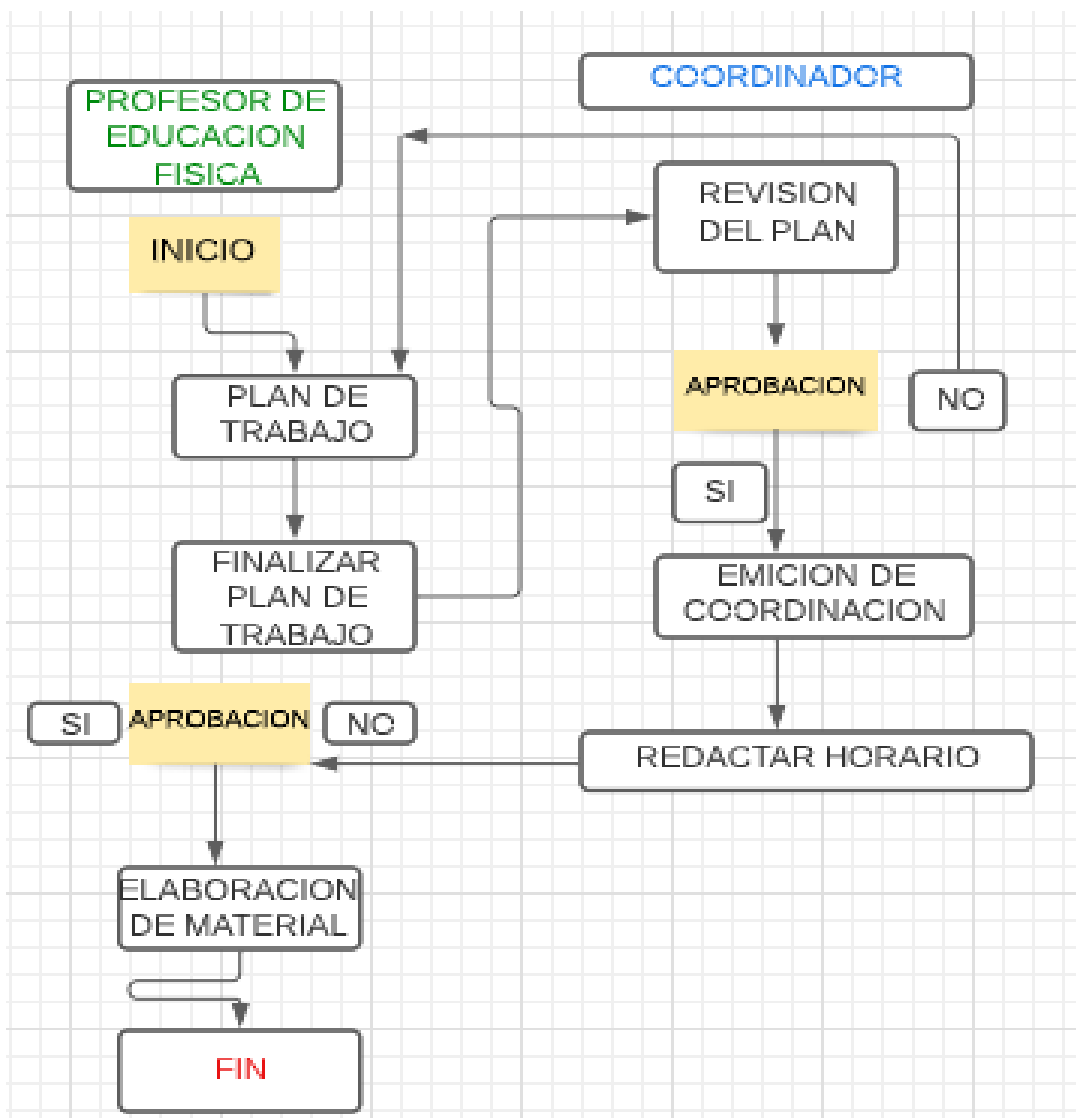 COORDINADOR
PROFESOR DE
EDUCACION
FISICA
INICIO
REVISION
DEL PLAN
PLAN DE
TRABAJO
APROBACION
NO
SI
FINALIZAR
PLAN DE
TRABAJO
EMICION DE
COORDINACION
SI
APROBACION
NO
REDACTAR HORARIO
ELABORACION
DE MATERIAL
FIN